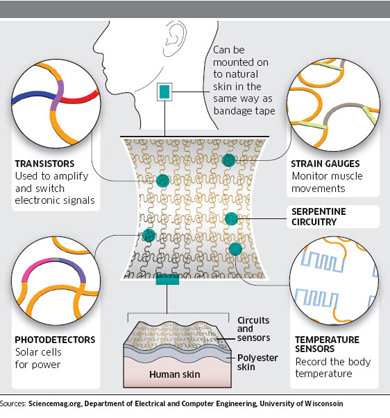 Can be
mounted on
to natural
skin in the
same way as
bandage tape
TRANSISTORS
Used to amplify
and switch
electronic signals
STRAIN GAUGES
Monitor muscle
movements
SERPENTINE
CIRCUITRY
PHOTODETECTORS
Solar cells
for power
Circuits
and
sensors
Polyester
skin
Human skin
TEMPERATURE
SENSORS
Record the body
temperature
Sources: Sciencemag.org, Department of Electrical and Computer Engineering, University of Wisconsin